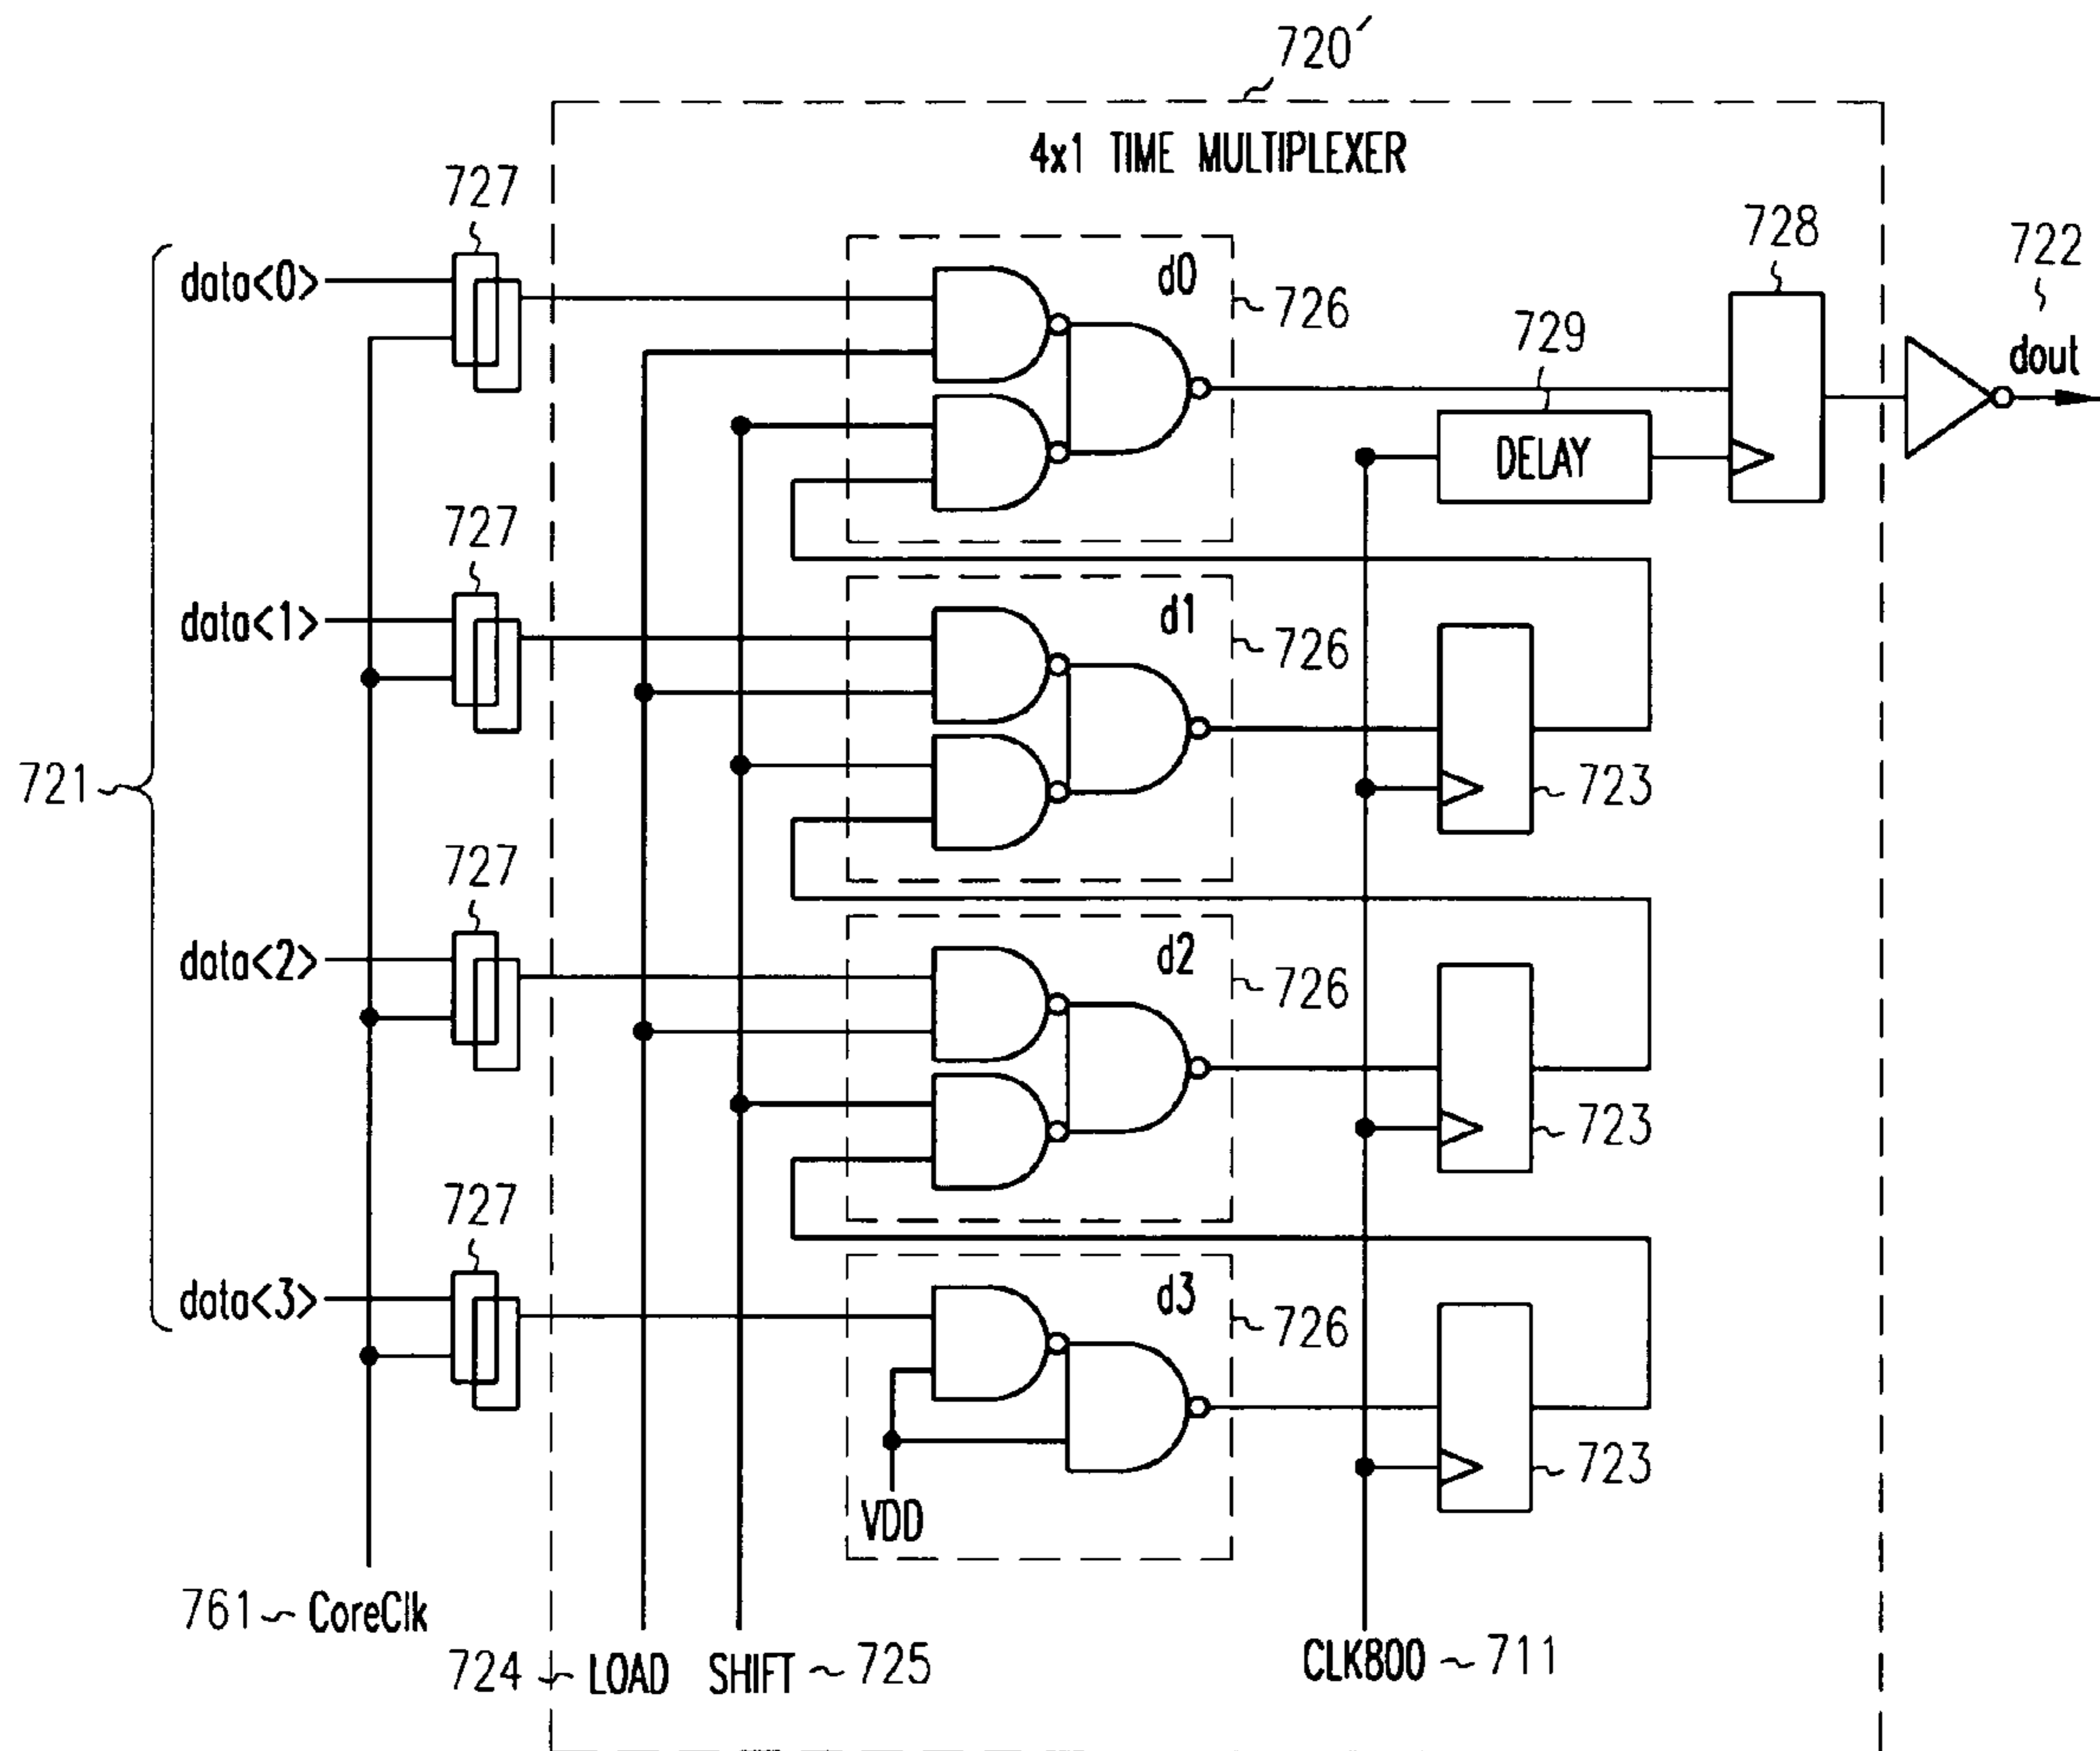 720′
4x1 TIME MULTIPLEXER
727
728
722
data<0>
d0
726
729
dout
DELAY
727
data<1>
d1
726
721
723
727
data<2>
d2
726
723
727
data<3>
d3
726
723
VDD
761 CoreClk
724 LOAD SHIFT 725
CLK800 711